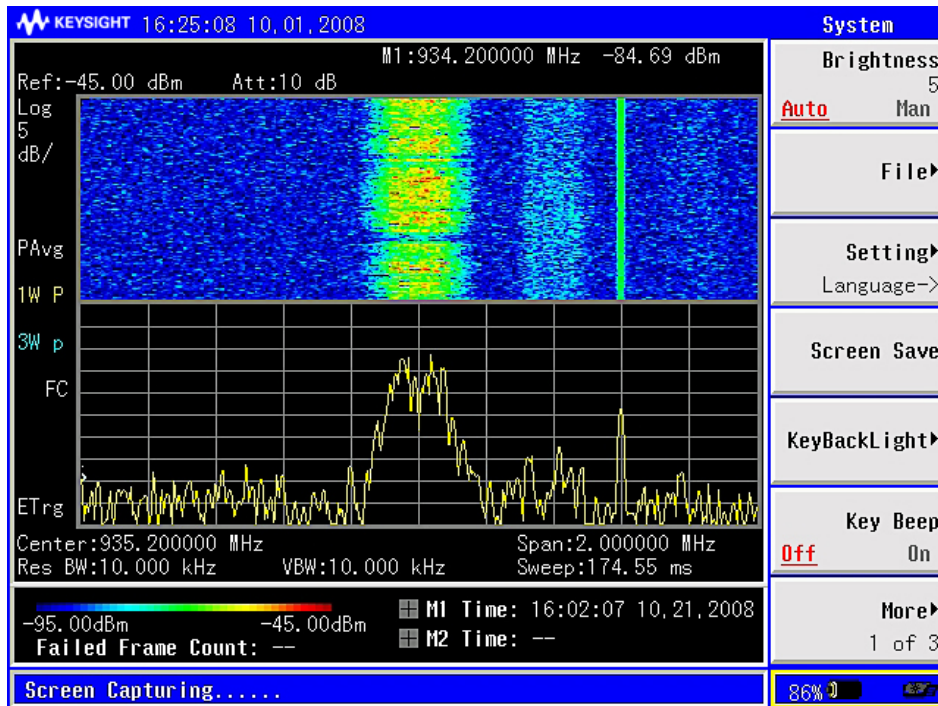 KEYSIGHT 16:25:08 10,01,2008
M1:934.200000 MHz -84.69 dBm
Ref:-45.00 dBm Att:10 dB
Log
5
dB/
PAvg
1W P
3W p
FC
ETrg
Center:935.200000 MHz Span:2.000000 MHz
Res BW:10.000 kHz VBW:10.000 kHz Sweep:174.55 ms
-95.00dBm -45.00dBm
Failed Frame Count: --
M1 Time: 16:02:07 10,21,2008
M2 Time: --
Screen Capturing......
System
Brightness
5
Auto Man
File
Setting
Language->
Screen Save
KeyBackLight
Key Beep
Off On
More
1 of 3
86%